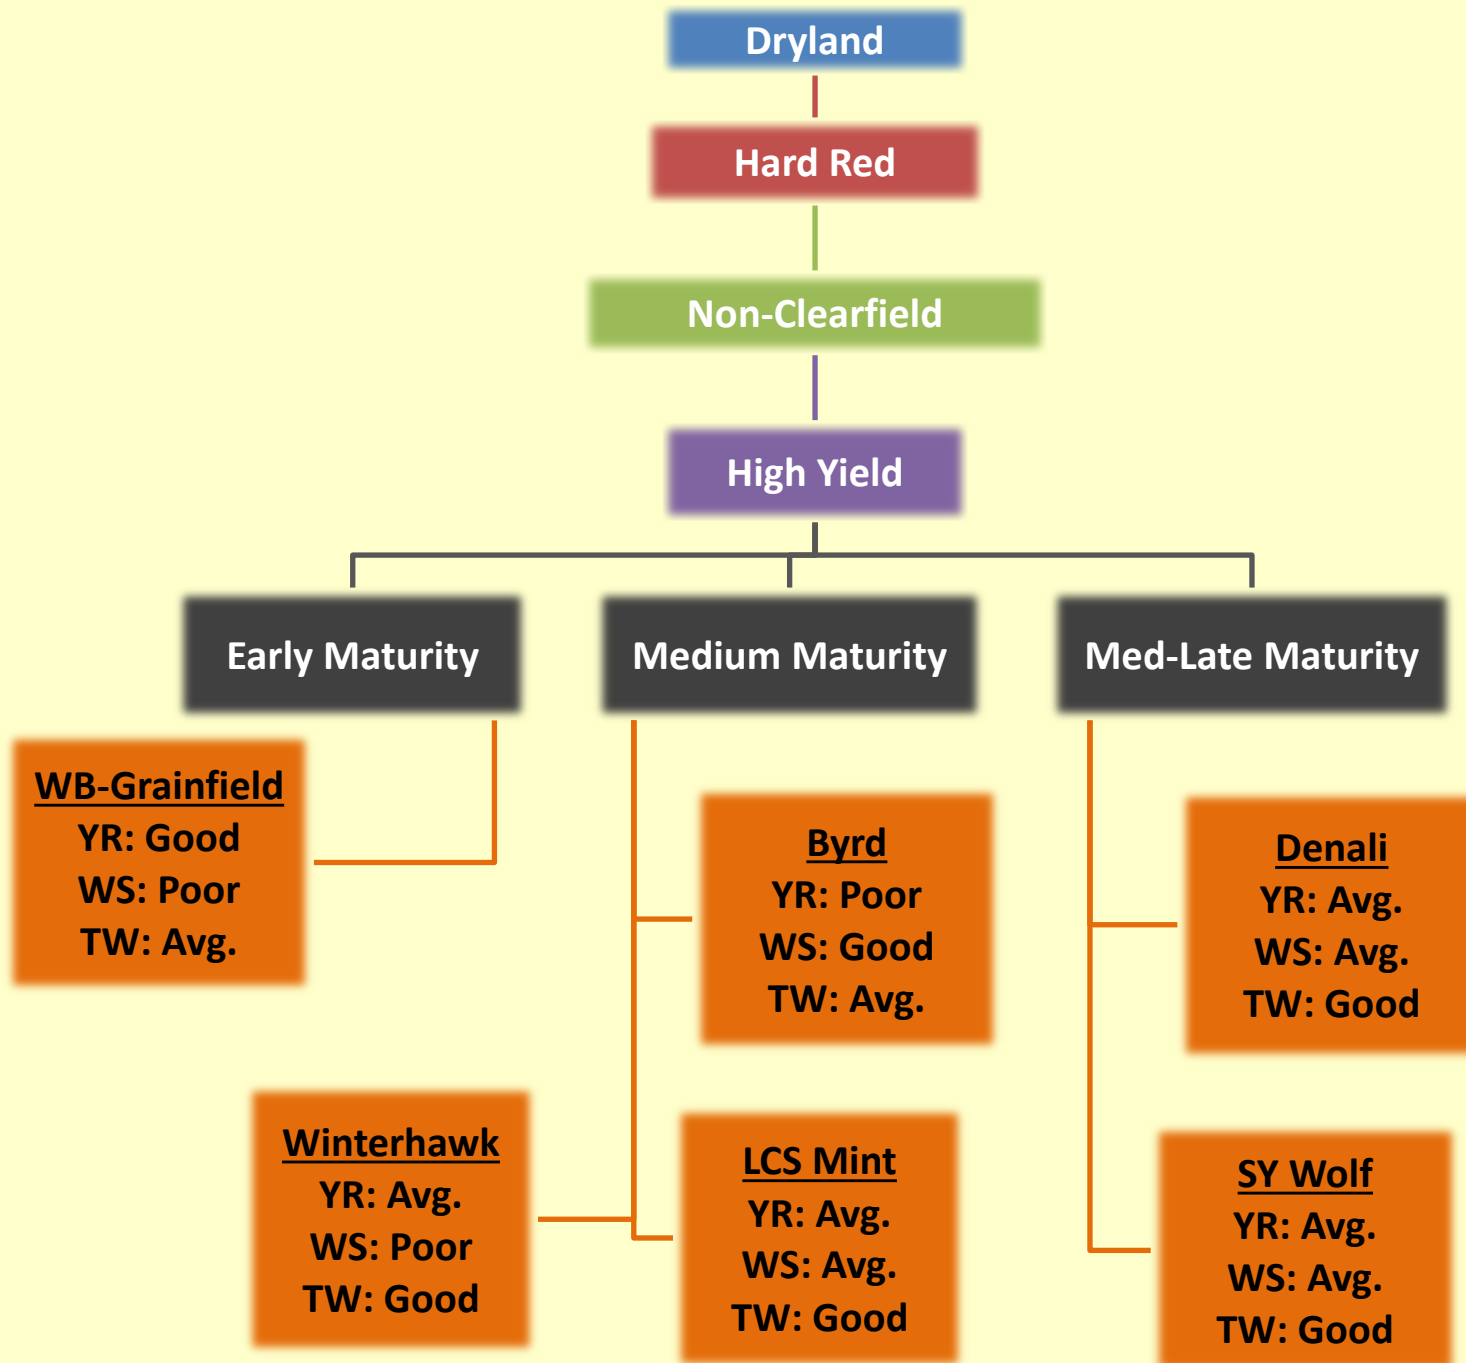 Dryland
Hard Red
Non-Clearfield
High Yield
Early Maturity
Medium Maturity
Med-Late Maturity
WB-Grainfield
YR: Good
WS: Poor
TW: Avg.
Byrd
YR: Poor
WS: Good
TW: Avg.
Denali
YR: Avg.
WS: Avg.
TW: Good
Winterhawk
YR: Avg.
WS: Poor
TW: Good
LCS Mint
YR: Avg.
WS: Avg.
TW: Good
SY Wolf
YR: Avg.
WS: Avg.
TW: Good